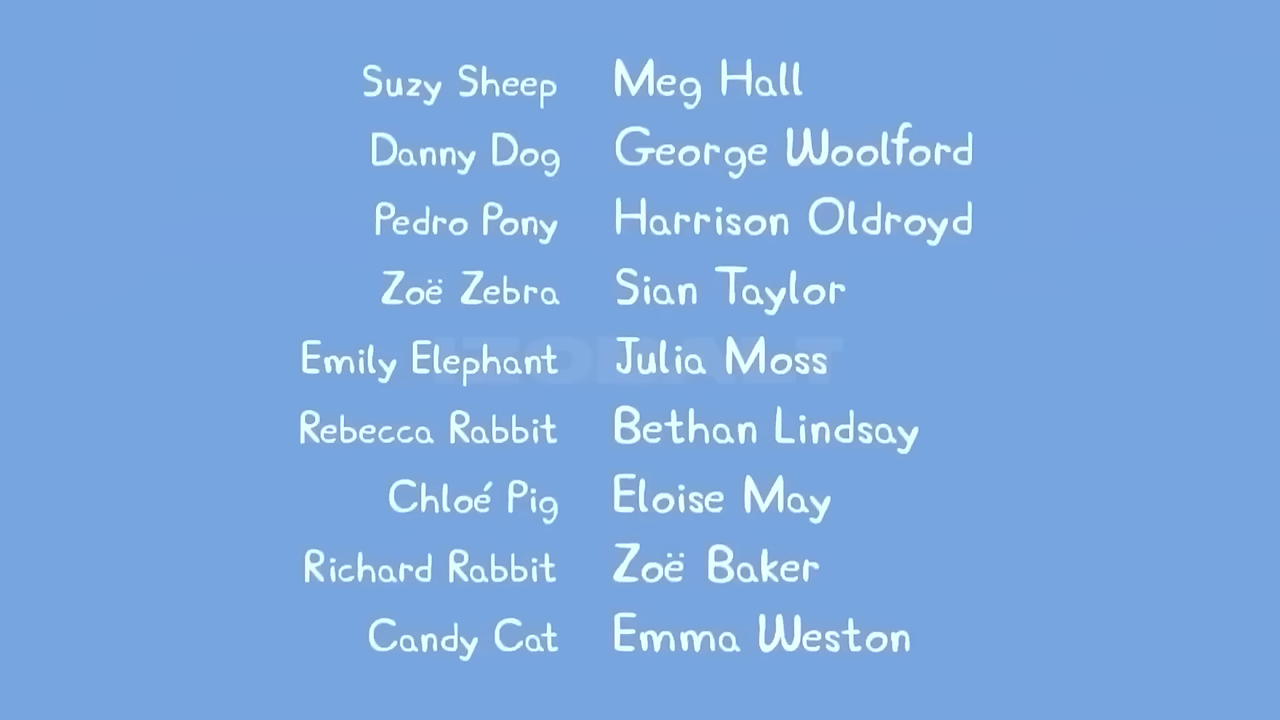 Suzy Sheep Meg Hall
Danny Dog George Woolford
Pedro Pony Harrison Oldroyd
Zoë Zebra Sian Taylor
Emily Elephant Julia Moss
Rebecca Rabbit Bethan Lindsay
Chloé Pig Eloise May
Richard Rabbit Zoë Baker
Candy Cat Emma Weston